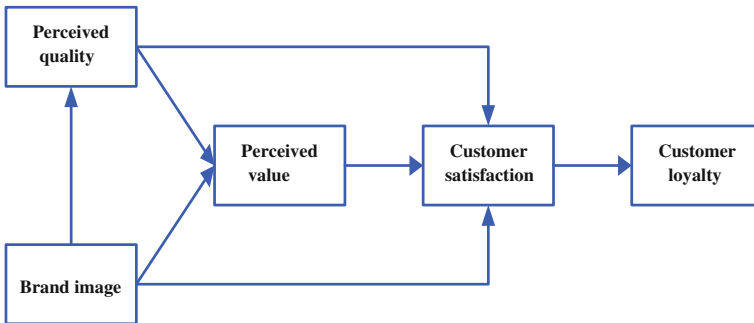 Perceived
quality
Perceived
value
Customer
satisfaction
Customer
loyalty
Brand image